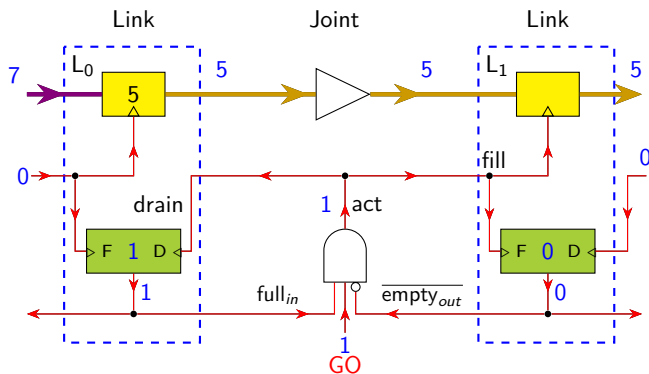 Link Joint Link
7 L0 5 5 L1 5
5
0 fill 0
drain 1 act
F 1 D F 0 D
1 full_in empty_out 0
1
GO